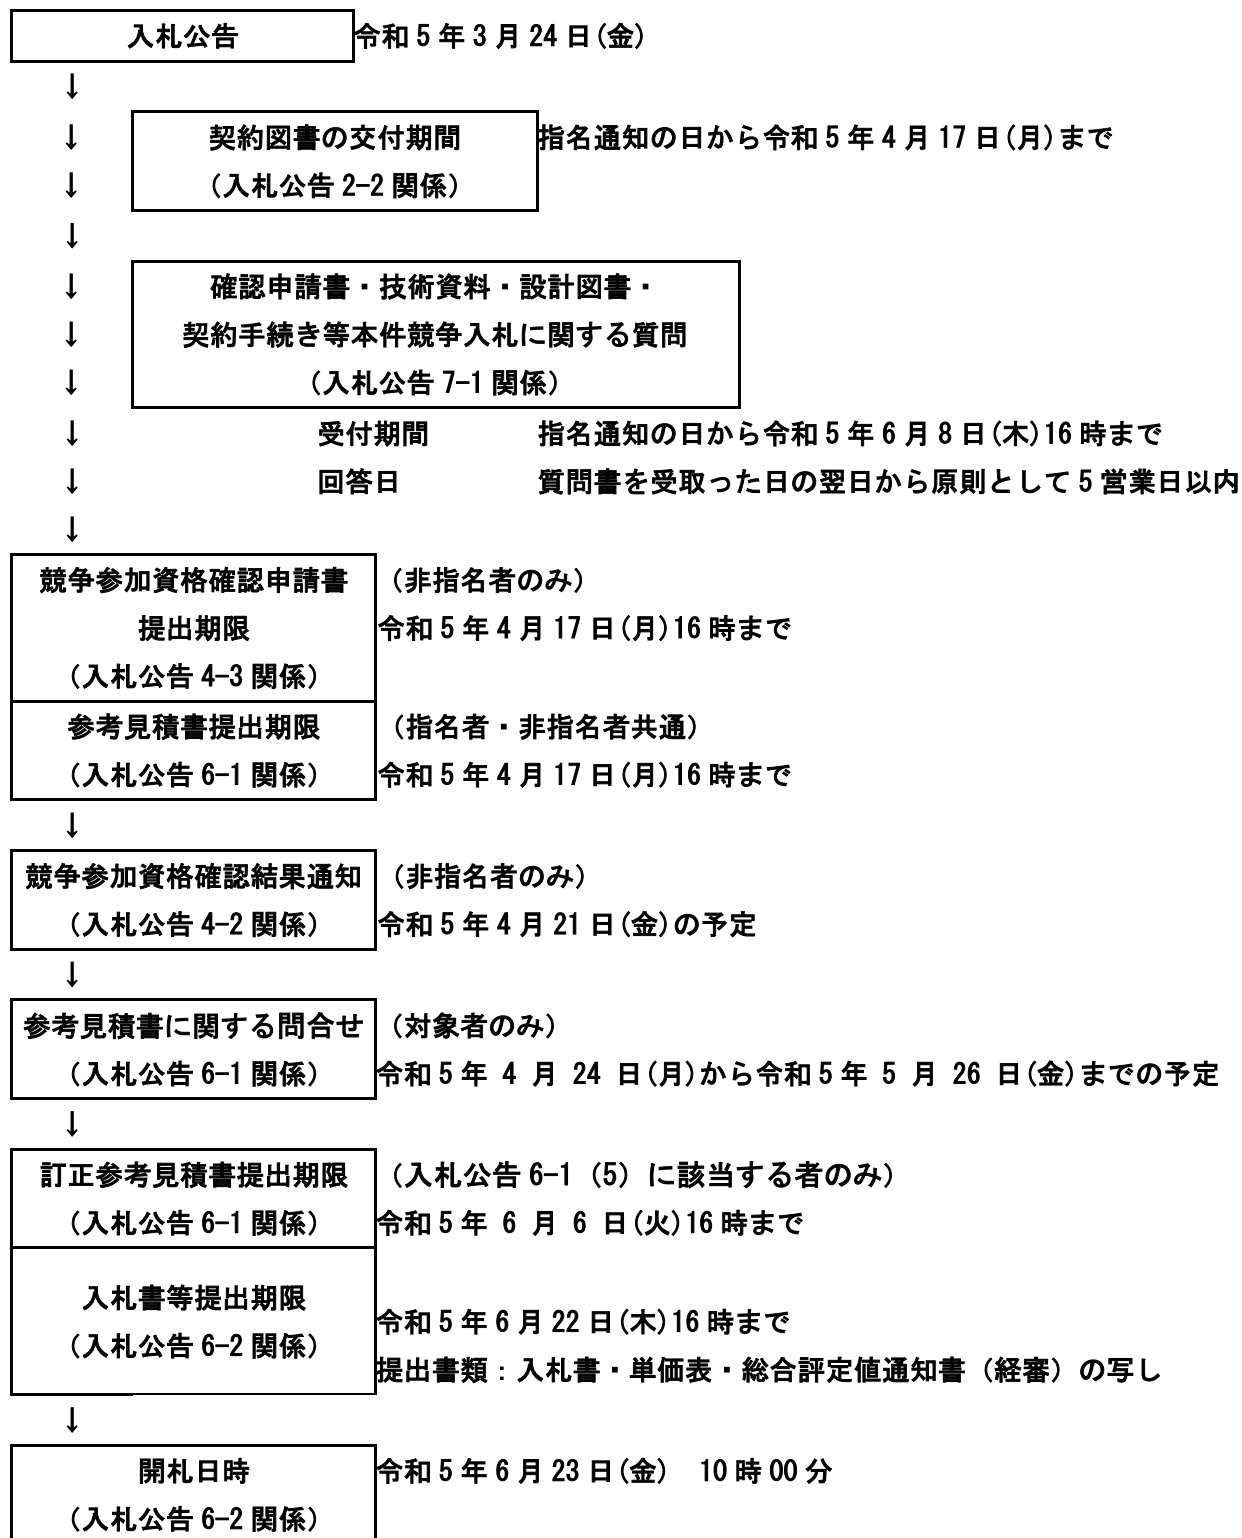 入札公告 令和5年3月24日(金)
↓
↓ 契約図書の交付期間 指名通知の日から令和5年4月17日(月)まで
↓ (入札公告2-2関係)
↓
↓ 確認申請書・技術資料・設計図書・
↓ 契約手続き等本件競争入札に関する質問
↓ (入札公告7-1関係)
↓ 受付期間 指名通知の日から令和5年6月8日(木)16時まで
↓ 回答日 質問書を受取った日の翌日から原則として5営業日以内
↓
競争参加資格確認申請書 (非指名者のみ)
提出期限 令和5年4月17日(月)16時まで
(入札公告4-3関係)
参考見積書提出期限 (指名者・非指名者共通)
(入札公告6-1関係) 令和5年4月17日(月)16時まで
↓
競争参加資格確認結果通知 (非指名者のみ)
(入札公告4-2関係) 令和5年4月21日(金)の予定
↓
参考見積書に関する問合せ (対象者のみ)
(入札公告6-1関係) 令和5年 4 月 24 日(月)から令和5年 5 月 26 日(金)までの予定
↓
訂正参考見積書提出期限 (入札公告6-1(5)に該当する者のみ)
(入札公告6-1関係) 令和5年 6 月 6 日(火)16時まで
入札書等提出期限
(入札公告6-2関係)
令和5年6月22日(木)16時まで
提出書類：入札書・単価表・総合評定値通知書（経審）の写し
↓
開札日時 令和5年6月23日(金) 10時00分
(入札公告6-2関係)